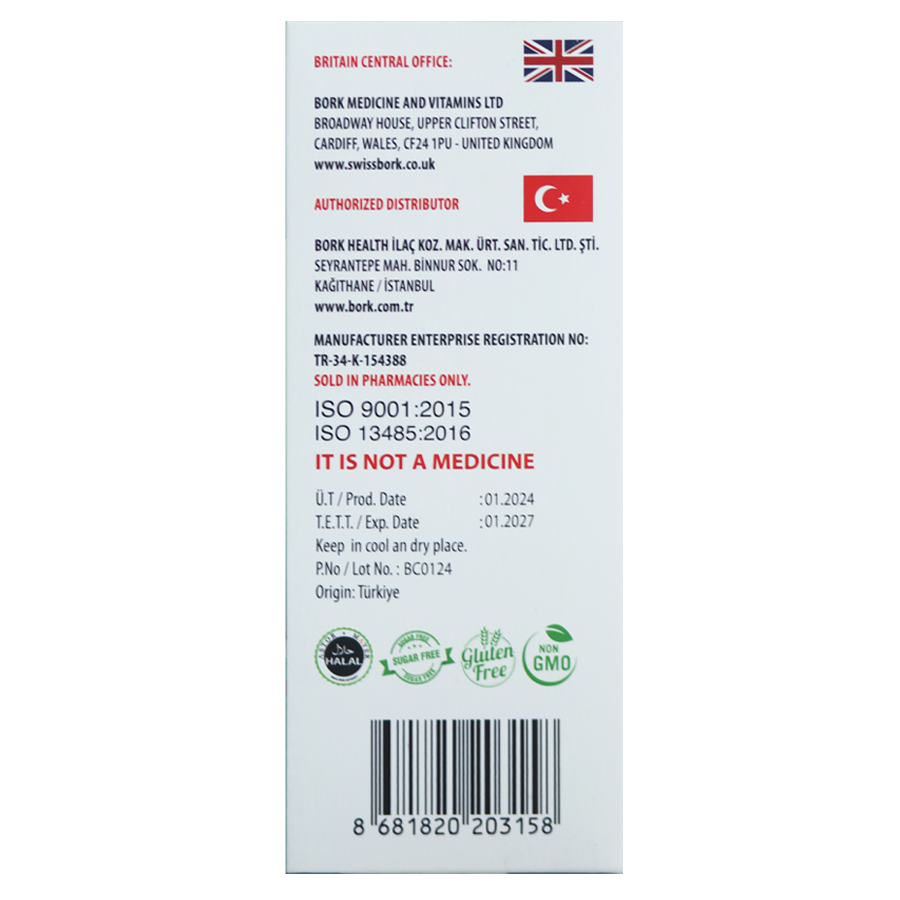 BRITAIN CENTRAL OFFICE:
BORK MEDICINE AND VITAMINS LTD
BROADWAY HOUSE, UPPER CLIFTON STREET,
CARDIFF, WALES, CF24 1PU - UNITED KINGDOM
www.swissbork.co.uk
AUTHORIZED DISTRIBUTOR
BORK HEALTH İLAÇ KOZ. MAK. ÜRT. SAN. TİC. LTD. ŞTİ.
SEYRANTEPE MAH. BİNNUR SOK. NO:11
KAĞITHANE / İSTANBUL
www.bork.com.tr
MANUFACTURER ENTERPRISE REGISTRATION NO:
TR-34-K-154388
SOLD IN PHARMACIES ONLY.
ISO 9001:2015
ISO 13485:2016
IT IS NOT A MEDICINE
Ü.T / Prod. Date :01.2024
T.E.T.T. / Exp. Date :01.2027
Keep in cool an dry place.
P.No / Lot No. : BC0124
Origin: Türkiye
حلال
HALAL
SUGAR FREE
SUGAR FREE
SUGAR FREE
Gluten
Free
NON
GMO
8 681820 203158